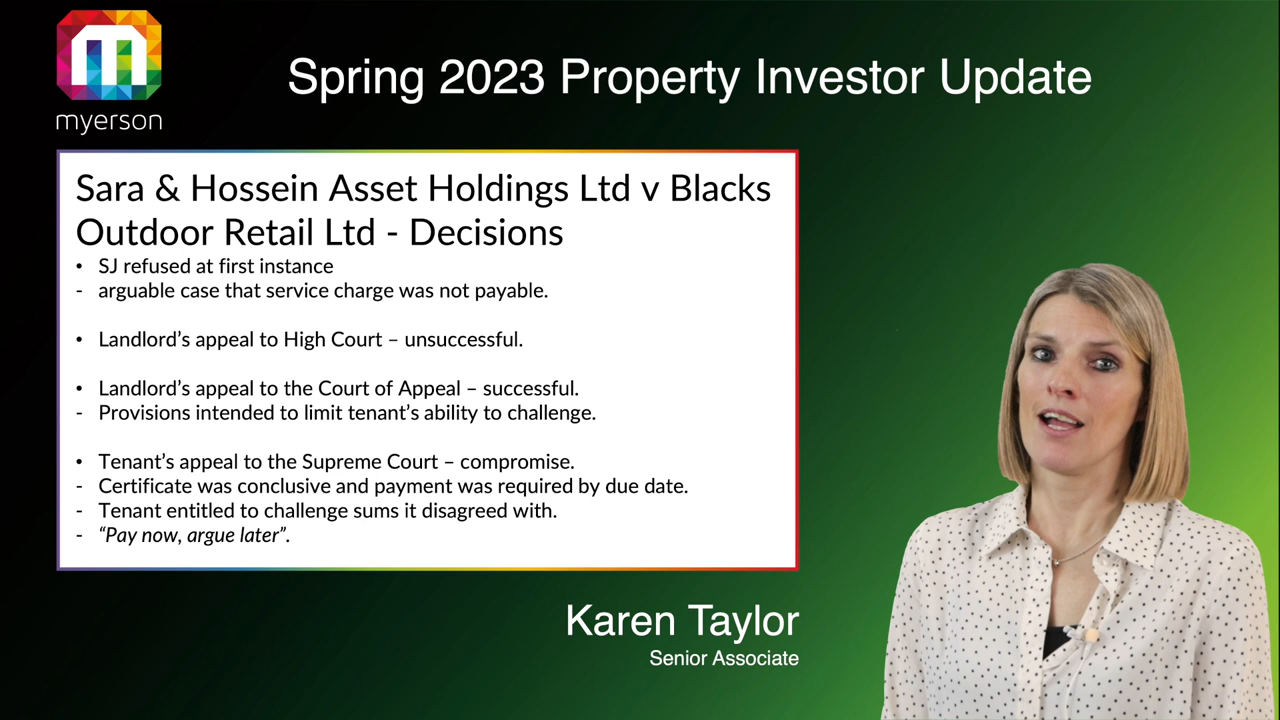 myerson
Spring 2023 Property Investor Update
Sara & Hossein Asset Holdings Ltd v Blacks
Outdoor Retail Ltd - Decisions
• SJ refused at first instance
- arguable case that service charge was not payable.
• Landlord’s appeal to High Court – unsuccessful.
• Landlord’s appeal to the Court of Appeal – successful.
- Provisions intended to limit tenant’s ability to challenge.
• Tenant’s appeal to the Supreme Court – compromise.
- Certificate was conclusive and payment was required by due date.
- Tenant entitled to challenge sums it disagreed with.
- “Pay now, argue later”.
Karen Taylor
Senior Associate